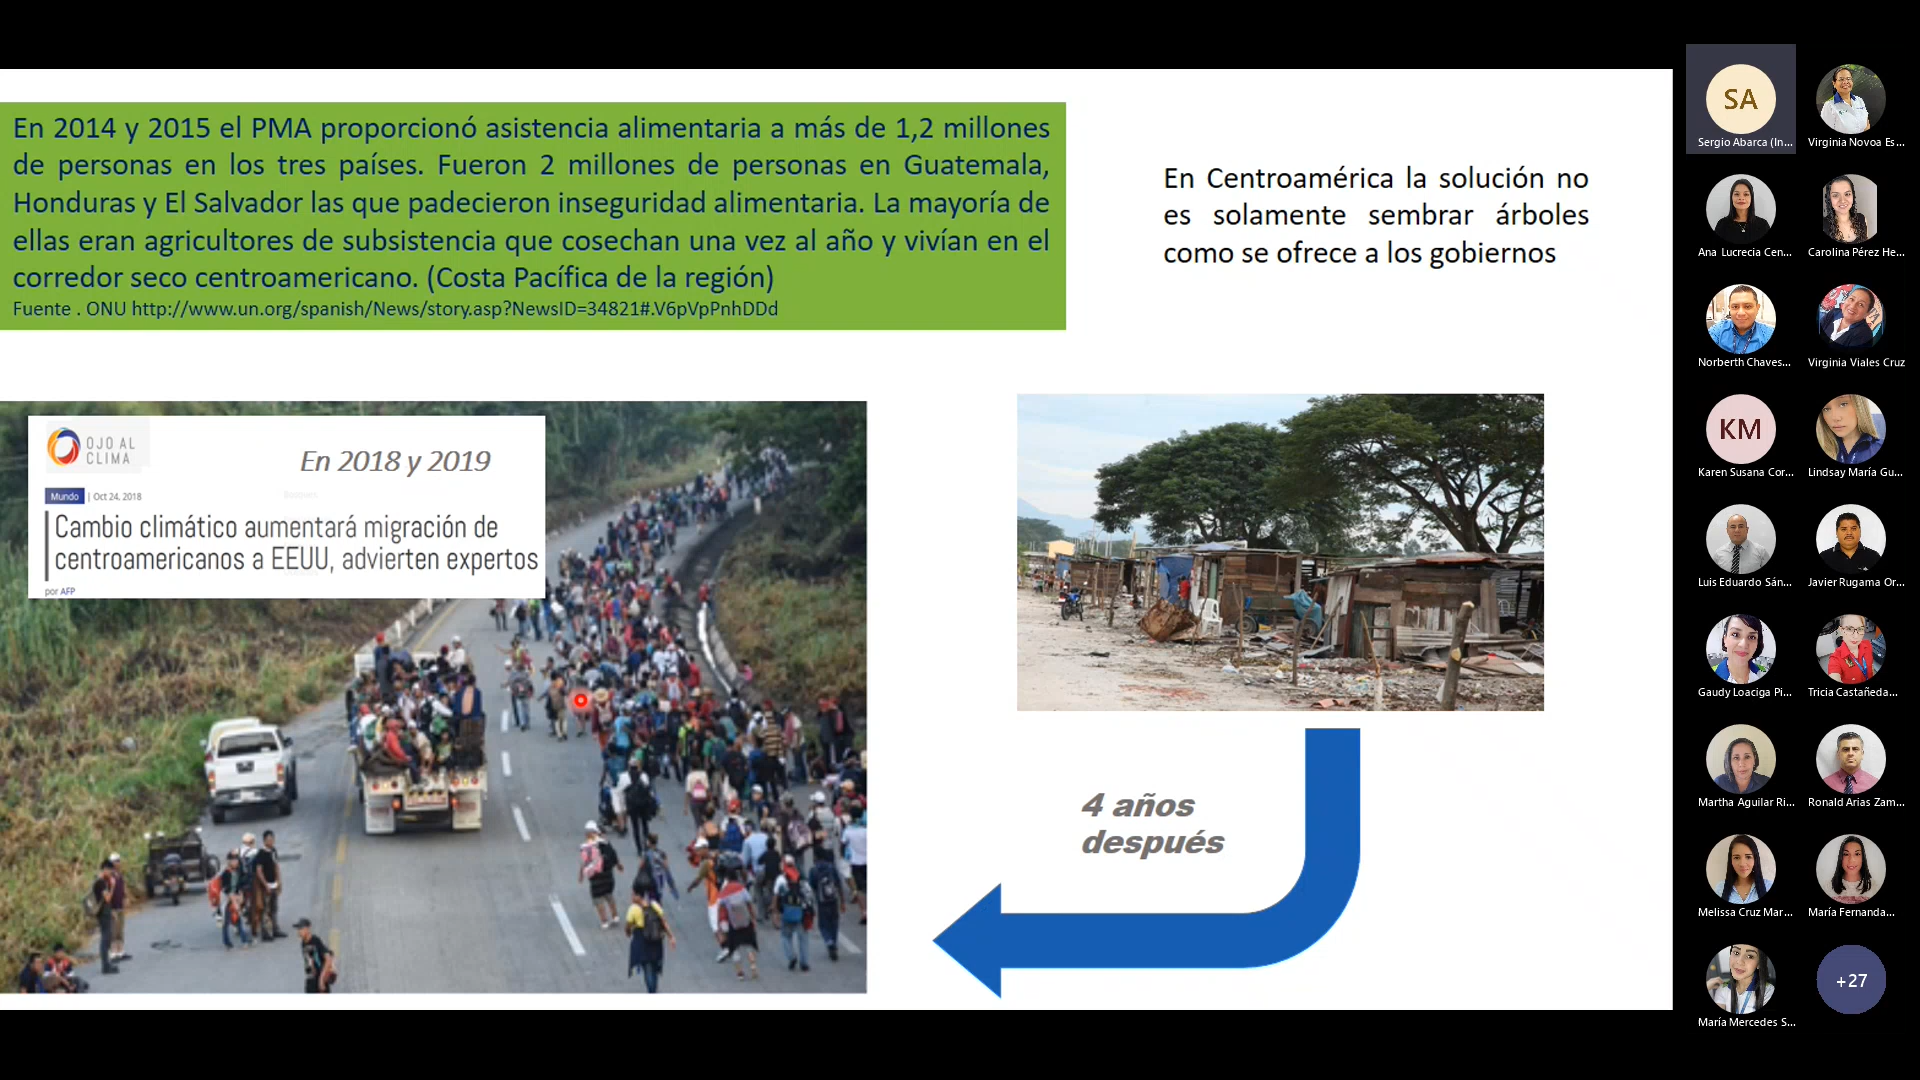 En 2014 y 2015 el PMA proporcionó asistencia alimentaria a más de 1,2 millones
de personas en los tres países. Fueron 2 millones de personas en Guatemala,
Honduras y El Salvador las que padecieron inseguridad alimentaria. La mayoría de
ellas eran agricultores de subsistencia que cosechan una vez al año y vivían en el
corredor seco centroamericano. (Costa Pacífica de la región)
Fuente . ONU http://www.un.org/spanish/News/story.asp?NewsID=34821#.V6pVpPnhDDd
En Centroamérica la solución no
es solamente sembrar árboles
como se ofrece a los gobiernos
OJO AL
CLIMA
En 2018 y 2019
Mundo | Oct 24. 2018
Cambio climático aumentará migración de
centroamericanos a EEUU, advierten expertos
por AFP
4 años
después
SA
Sergio Abarca (In...
Virginia Novoa Es...
Ana Lucrecia Cen...
Carolina Pérez He...
Norberth Chaves...
Virginia Viales Cruz
KM
Karen Susana Cor...
Lindsay María Gu...
Luis Eduardo Sán...
Javier Rugama Or...
Gaudy Loaciga Pi...
Tricia Castañeda...
Martha Aguilar Ri...
Ronald Arias Zam...
Melissa Cruz Mar...
María Fernanda...
María Mercedes S...
+27